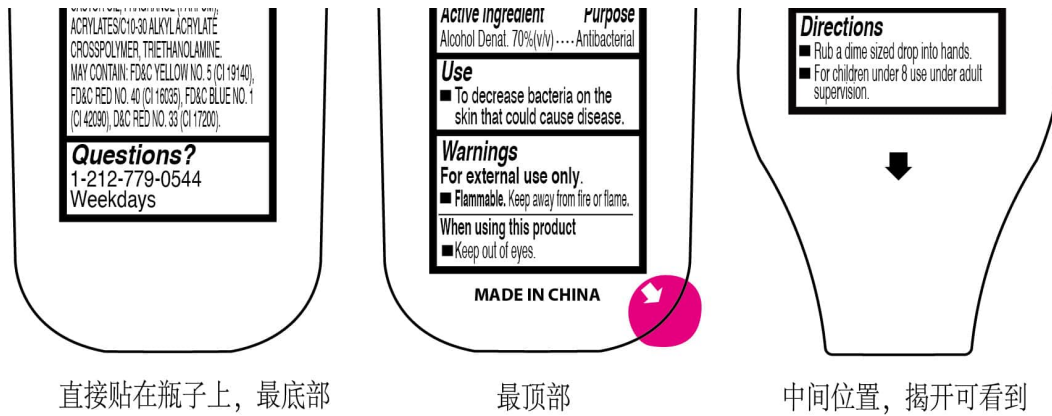 ACRYLATES/C10-30 ALKYL ACRYLATE
CROSSPOLYMER, TRIETHANOLAMINE.
MAY CONTAIN: FD&C YELLOW NO. 5 (CI 19140),
FD&C RED NO. 40 (CI 16035), FD&C BLUE NO. 1
(CI 42090), D&C RED NO. 33 (CI 17200).
Questions?
1-212-779-0544
Weekdays
直接贴在瓶子上，最底部
Active Ingredient Purpose
Alcohol Denat. 70%(v/v) .... Antibacterial
Use
■ To decrease bacteria on the
skin that could cause disease.
Warnings
For external use only.
■ Flammable. Keep away from fire or flame.
When using this product
■ Keep out of eyes.
MADE IN CHINA
最顶部
Directions
■ Rub a dime sized drop into hands.
■ For children under 8 use under adult
supervision.
中间位置，揭开可看到